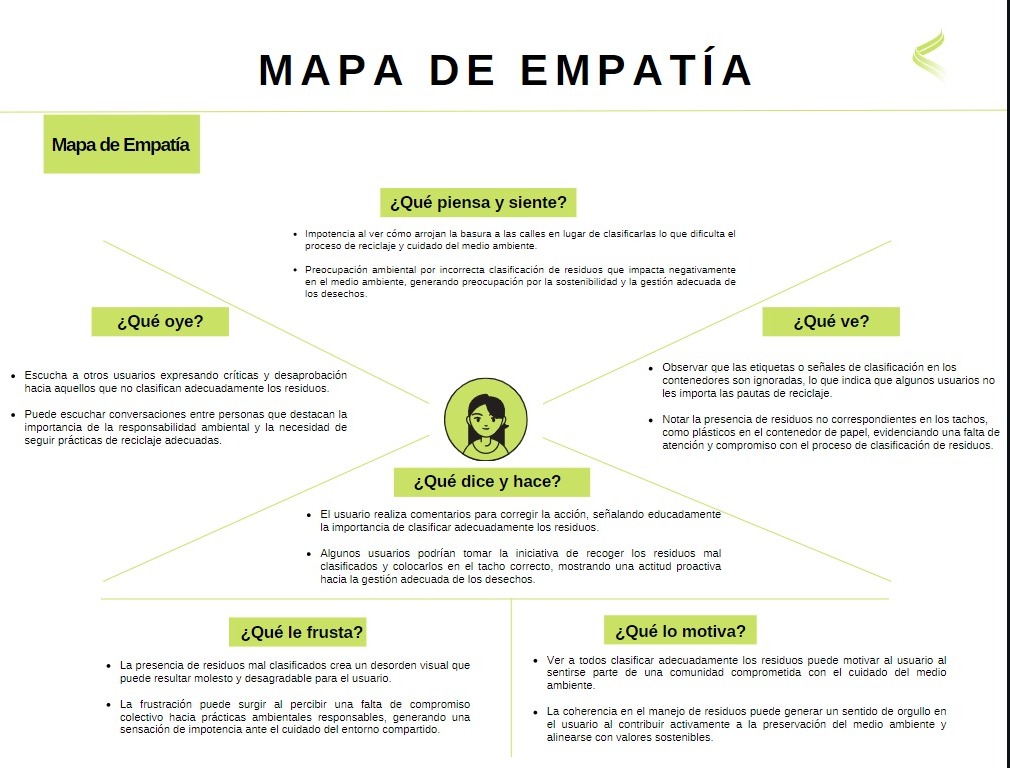 MAPA DE EMPATÍA
Mapa de Empatía
¿Qué piensa y siente?
• Impotencia al ver cómo arrojan la basura a las calles en lugar de clasificarlas lo que dificulta el
proceso de reciclaje y cuidado del medio ambiente.
• Preocupación ambiental por incorrecta clasificación de residuos que impacta negativamente
en el medio ambiente, generando preocupación por la sostenibilidad y la gestión adecuada de
los desechos.
¿Qué oye?
• Escucha a otros usuarios expresando críticas y desaprobación
hacia aquellos que no clasifican adecuadamente los residuos.
• Puede escuchar conversaciones entre personas que destacan la
importancia de la responsabilidad ambiental y la necesidad de
seguir prácticas de reciclaje adecuadas.
¿Qué ve?
• Observar que las etiquetas o señales de clasificación en los
contenedores son ignoradas, lo que indica que algunos usuarios no
les importa las pautas de reciclaje.
• Notar la presencia de residuos no correspondientes en los tachos,
como plásticos en el contenedor de papel, evidenciando una falta de
atención y compromiso con el proceso de clasificación de residuos.
¿Qué dice y hace?
• El usuario realiza comentarios para corregir la acción, señalando educadamente
la importancia de clasificar adecuadamente los residuos.
• Algunos usuarios podrían tomar la iniciativa de recoger los residuos mal
clasificados y colocarlos en el tacho correcto, mostrando una actitud proactiva
hacia la gestión adecuada de los desechos.
¿Qué le frusta?
• La presencia de residuos mal clasificados crea un desorden visual que
puede resultar molesto y desagradable para el usuario.
• La frustración puede surgir al percibir una falta de compromiso
colectivo hacia prácticas ambientales responsables, generando una
sensación de impotencia ante el cuidado del entorno compartido.
¿Qué lo motiva?
• Ver a todos clasificar adecuadamente los residuos puede motivar al usuario al
sentirse parte de una comunidad comprometida con el cuidado del medio
ambiente.
• La coherencia en el manejo de residuos puede generar un sentido de orgullo en
el usuario al contribuir activamente a la preservación del medio ambiente y
alinearse con valores sostenibles.